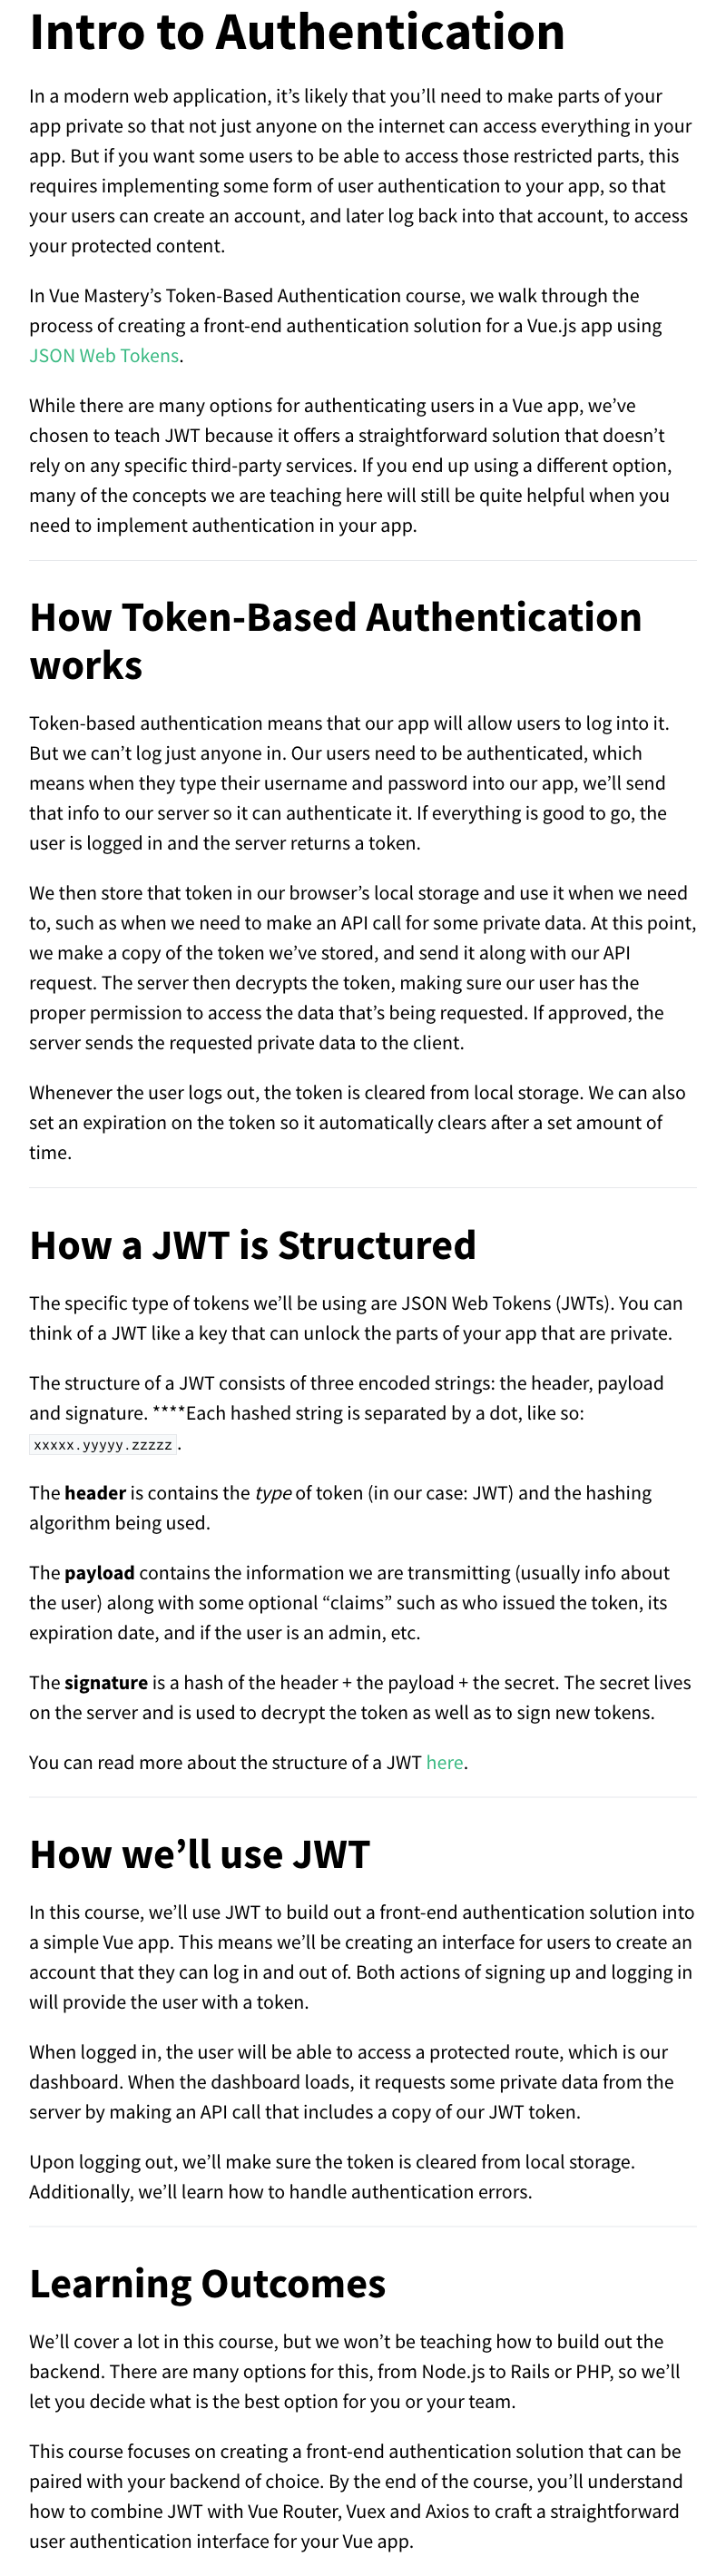 Intro to Authentication
In a modern web application, it’s likely that you’ll need to make parts of your
app private so that not just anyone on the internet can access everything in your
app. But if you want some users to be able to access those restricted parts, this
requires implementing some form of user authentication to your app, so that
your users can create an account, and later log back into that account, to access
your protected content.
In Vue Mastery’s Token-Based Authentication course, we walk through the
process of creating a front-end authentication solution for a Vue.js app using
JSON Web Tokens.
While there are many options for authenticating users in a Vue app, we’ve
chosen to teach JWT because it offers a straightforward solution that doesn’t
rely on any specific third-party services. If you end up using a different option,
many of the concepts we are teaching here will still be quite helpful when you
need to implement authentication in your app.
How Token-Based Authentication
works
Token-based authentication means that our app will allow users to log into it.
But we can’t log just anyone in. Our users need to be authenticated, which
means when they type their username and password into our app, we’ll send
that info to our server so it can authenticate it. If everything is good to go, the
user is logged in and the server returns a token.
We then store that token in our browser’s local storage and use it when we need
to, such as when we need to make an API call for some private data. At this point,
we make a copy of the token we’ve stored, and send it along with our API
request. The server then decrypts the token, making sure our user has the
proper permission to access the data that’s being requested. If approved, the
server sends the requested private data to the client.
Whenever the user logs out, the token is cleared from local storage. We can also
set an expiration on the token so it automatically clears after a set amount of
time.
How a JWT is Structured
The specific type of tokens we’ll be using are JSON Web Tokens (JWTs). You can
think of a JWT like a key that can unlock the parts of your app that are private.
The structure of a JWT consists of three encoded strings: the header, payload
and signature. ****Each hashed string is separated by a dot, like so:
xxxxx.yyyyy.zzzzz.
The header is contains the type of token (in our case: JWT) and the hashing
algorithm being used.
The payload contains the information we are transmitting (usually info about
the user) along with some optional “claims” such as who issued the token, its
expiration date, and if the user is an admin, etc.
The signature is a hash of the header + the payload + the secret. The secret lives
on the server and is used to decrypt the token as well as to sign new tokens.
You can read more about the structure of a JWT here.
How we’ll use JWT
In this course, we’ll use JWT to build out a front-end authentication solution into
a simple Vue app. This means we’ll be creating an interface for users to create an
account that they can log in and out of. Both actions of signing up and logging in
will provide the user with a token.
When logged in, the user will be able to access a protected route, which is our
dashboard. When the dashboard loads, it requests some private data from the
server by making an API call that includes a copy of our JWT token.
Upon logging out, we’ll make sure the token is cleared from local storage.
Additionally, we’ll learn how to handle authentication errors.
Learning Outcomes
We’ll cover a lot in this course, but we won’t be teaching how to build out the
backend. There are many options for this, from Node.js to Rails or PHP, so we’ll
let you decide what is the best option for you or your team.
This course focuses on creating a front-end authentication solution that can be
paired with your backend of choice. By the end of the course, you’ll understand
how to combine JWT with Vue Router, Vuex and Axios to craft a straightforward
user authentication interface for your Vue app.